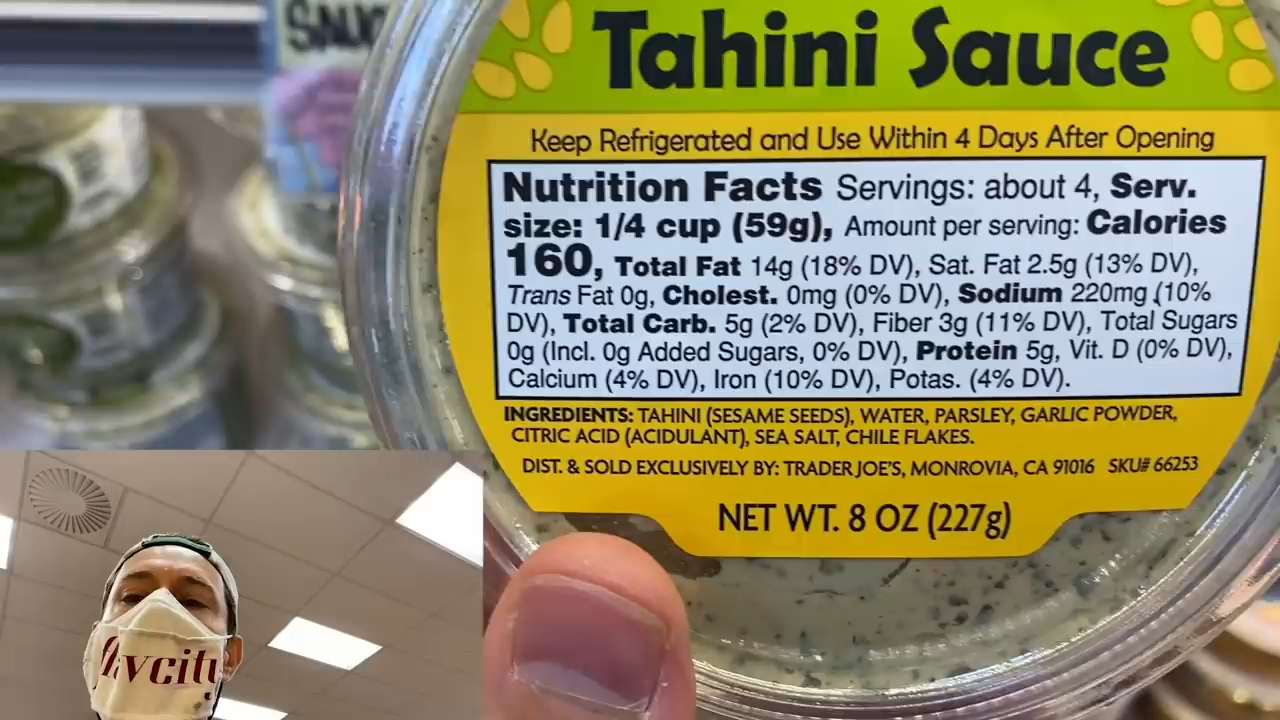 Tahini Sauce
Keep Refrigerated and Use Within 4 Days After Opening
Nutrition Facts Servings: about 4, Serv.
size: 1/4 cup (59g), Amount per serving: Calories
160, Total Fat 14g (18% DV), Sat. Fat 2.5g (13% DV),
Trans Fat 0g, Cholest. 0mg (0% DV), Sodium 220mg (10%
DV), Total Carb. 5g (2% DV), Fiber 3g (11% DV), Total Sugars
0g (Incl. 0g Added Sugars, 0% DV), Protein 5g, Vit. D (0% DV),
Calcium (4% DV), Iron (10% DV), Potas. (4% DV).
INGREDIENTS: TAHINI (SESAME SEEDS), WATER, PARSLEY, GARLIC POWDER,
CITRIC ACID (ACIDULANT), SEA SALT, CHILE FLAKES.
DIST. & SOLD EXCLUSIVELY BY: TRADER JOE'S, MONROVIA, CA 91016 SKU# 66253
NET WT. 8 OZ (227g)